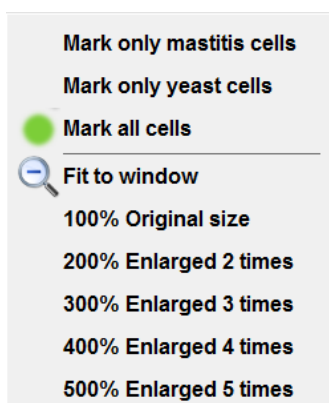 Mark only mastitis cells
Mark only yeast cells
Mark all cells
Fit to window
100% Original size
200% Enlarged 2 times
300% Enlarged 3 times
400% Enlarged 4 times
500% Enlarged 5 times